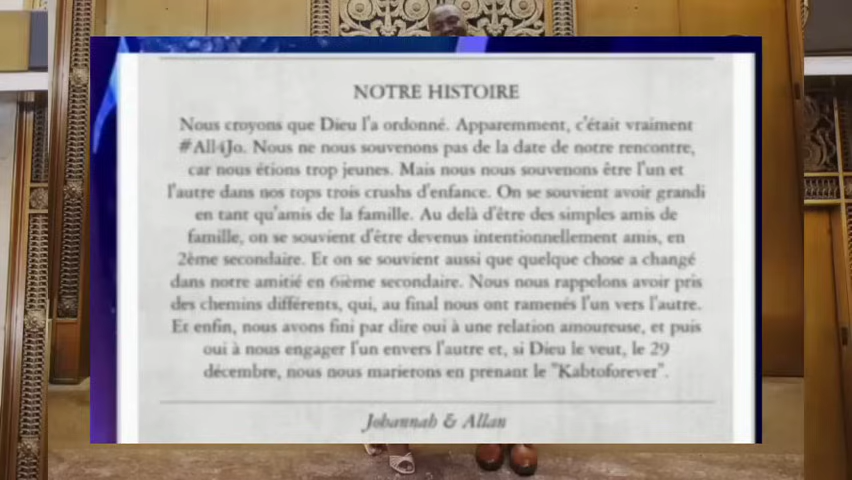 NOTRE HISTOIRE
Nous croyons que Dieu l'a ordonné. Apparemment, c'était vraiment
#All4Jo. Nous ne nous souvenons pas de la date de notre rencontre,
car nous étions trop jeunes. Mais nous nous souvenons être l'un et
l'autre dans nos tops trois crushs d'enfance. On se souvient avoir grandi
en tant qu'amis de la famille. Au delà d'être des simples amis de
famille, on se souvient d'être devenus intentionnellement amis, en
2ème secondaire. Et on se souvient aussi que quelque chose a changé
dans notre amitié en 6ième secondaire. Nous nous rappelons avoir pris
des chemins différents, qui, au final nous ont ramenés l'un vers l'autre.
Et enfin, nous avons fini par dire oui à une relation amoureuse, et puis
oui à nous engager l'un envers l'autre et, si Dieu le veut, le 29
décembre, nous nous marierons en prenant le "Kabtoforever".
Johannah & Allan